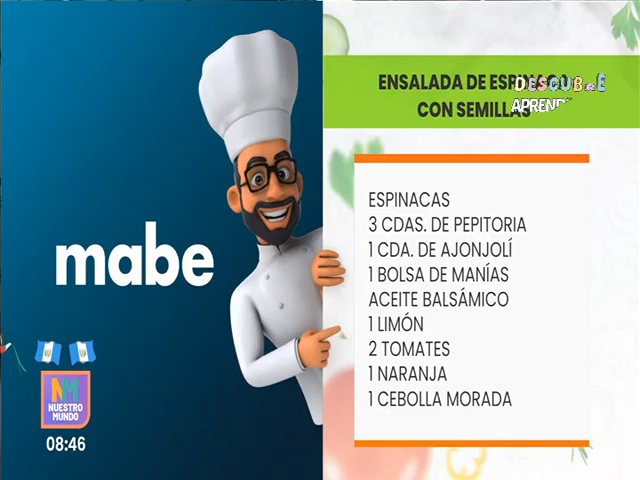 mabe
NM
NUESTRO
MUNDO
08:46
ENSALADA DE
CON SEMILLAS
ESPINACAS
3 CDAS. DE PEPITORIA
1 CDA. DE AJONJOLÍ
1 BOLSA DE MANÍAS
ACEITE BALSÁMICO
1 LIMÓN
2 TOMATES
1 NARANJA
1 CEBOLLA MORADA